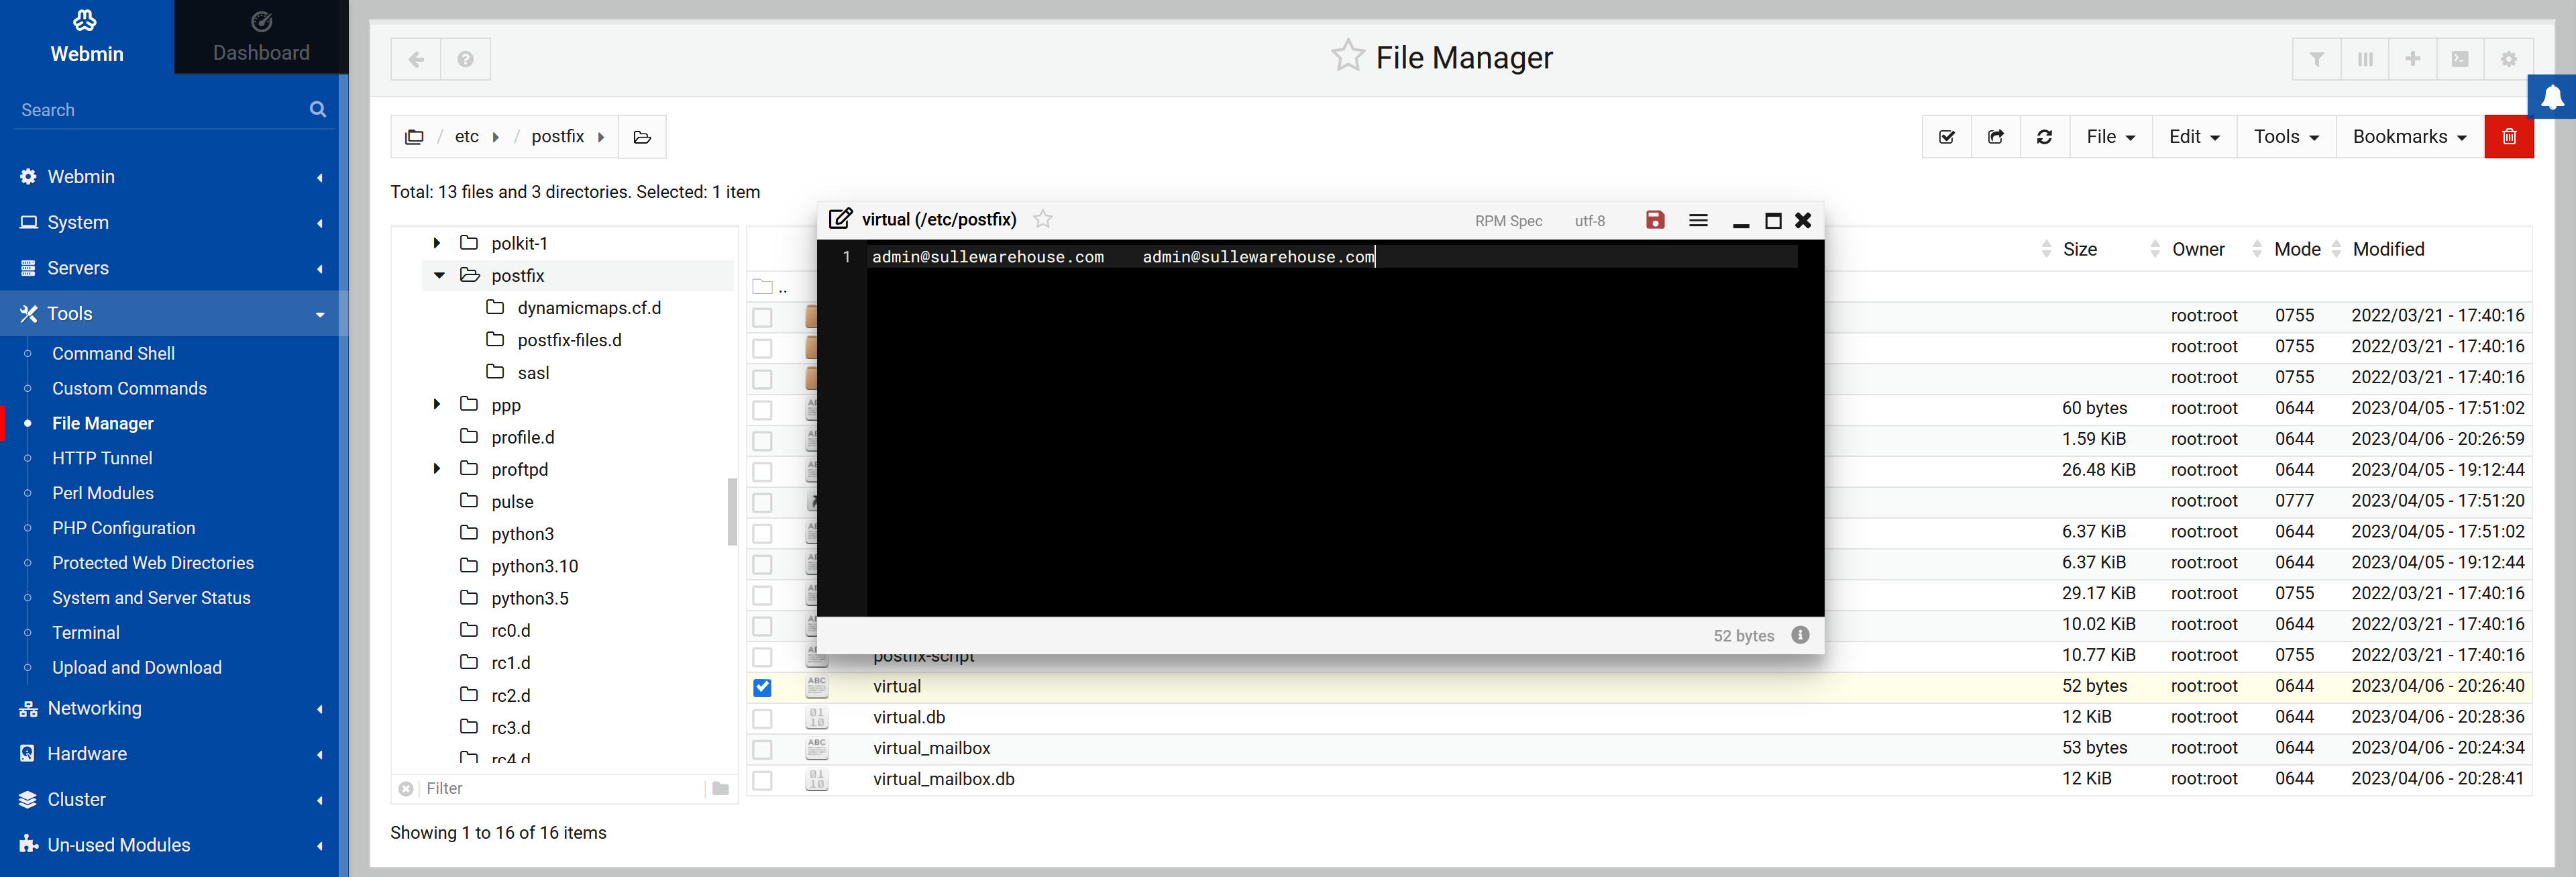 Webmin
Dashboard
Search
Webmin
System
Servers
Tools
Command Shell
Custom Commands
File Manager
HTTP Tunnel
Perl Modules
PHP Configuration
Protected Web Directories
System and Server Status
Terminal
Upload and Download
Networking
Hardware
Cluster
Un-used Modules
File Manager
/ etc / postfix
File Edit Tools Bookmarks
Total: 13 files and 3 directories. Selected: 1 item
polkit-1
postfix
dynamicmaps.cf.d
postfix-files.d
sasl
ppp
profile.d
proftpd
pulse
python3
python3.10
python3.5
rc0.d
rc1.d
rc2.d
rc3.d
rc4.d
Filter
virtual (/etc/postfix) RPM Spec utf-8
1 admin@sullewarehouse.com admin@sullewarehouse.com
52 bytes
Size Owner Mode Modified
..
root:root 0755 2022/03/21 - 17:40:16
root:root 0755 2022/03/21 - 17:40:16
root:root 0755 2022/03/21 - 17:40:16
60 bytes root:root 0644 2023/04/05 - 17:51:02
1.59 KiB root:root 0644 2023/04/06 - 20:26:59
26.48 KiB root:root 0644 2023/04/05 - 19:12:44
root:root 0777 2023/04/05 - 17:51:20
6.37 KiB root:root 0644 2023/04/05 - 17:51:02
6.37 KiB root:root 0644 2023/04/05 - 19:12:44
29.17 KiB root:root 0755 2022/03/21 - 17:40:16
10.02 KiB root:root 0644 2022/03/21 - 17:40:16
postfix-script 10.77 KiB root:root 0755 2022/03/21 - 17:40:16
virtual 52 bytes root:root 0644 2023/04/06 - 20:26:40
virtual.db 12 KiB root:root 0644 2023/04/06 - 20:28:36
virtual_mailbox 53 bytes root:root 0644 2023/04/06 - 20:24:34
virtual_mailbox.db 12 KiB root:root 0644 2023/04/06 - 20:28:41
Showing 1 to 16 of 16 items